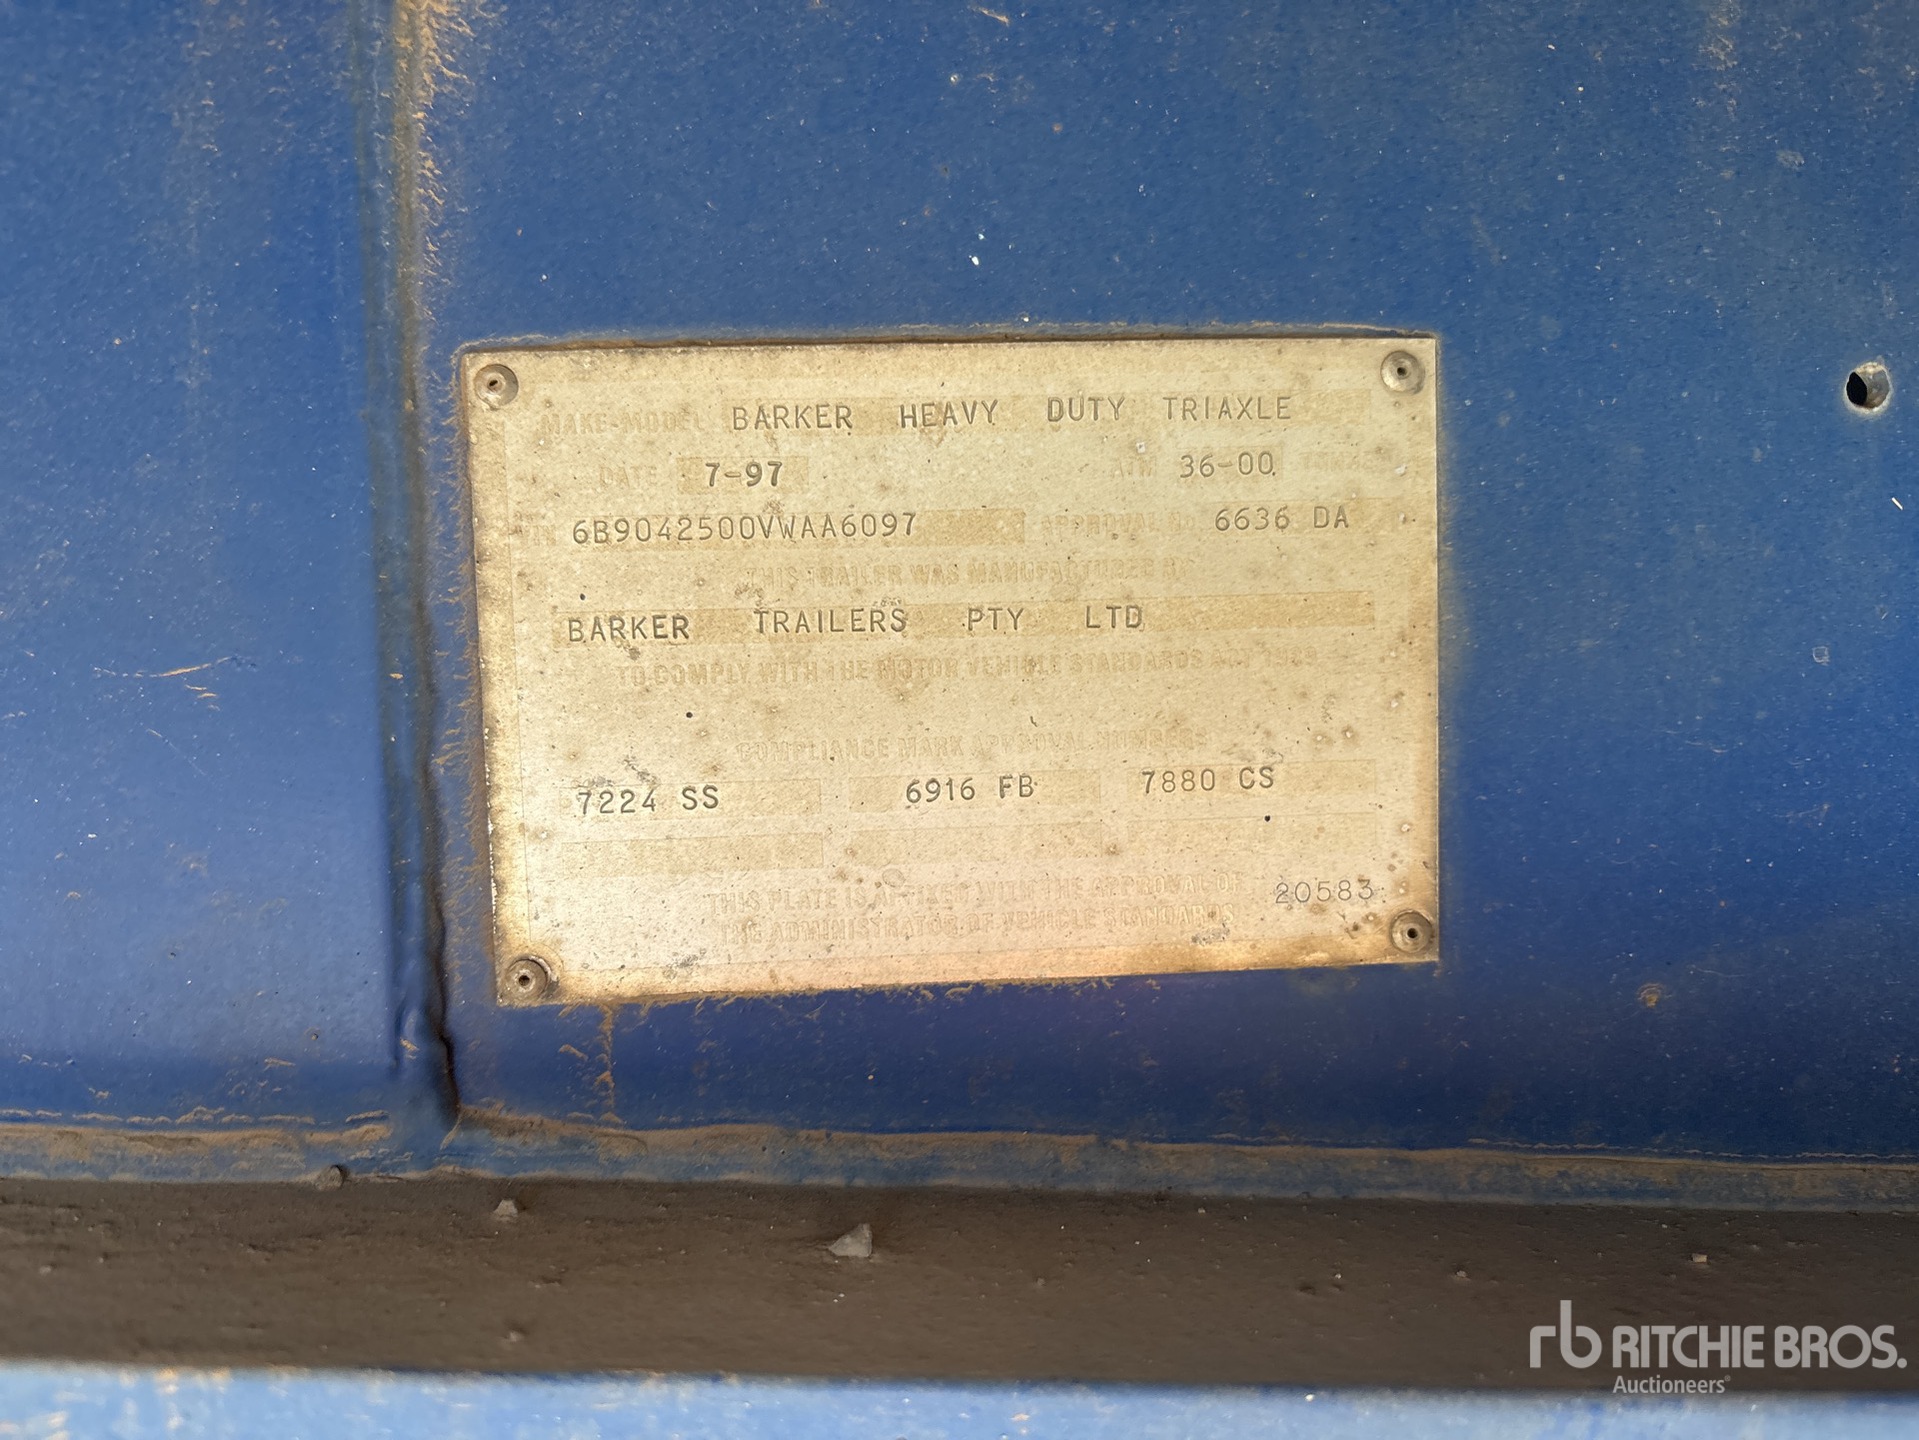 MAKE-MODEL BARKER HEAVY DUTY TRIAXLE
DATE 7-97 ATM 36-00 TONNES
VIN 6B9042500VWAA6097 APPROVAL No. 6636 DA
THIS TRAILER WAS MANUFACTURED BY
BARKER TRAILERS PTY LTD
TO COMPLY WITH THE MOTOR VEHICLE STANDARDS ACT 1989
COMPLIANCE MARK APPROVAL NUMBERS
7224 SS 6916 FB 7880 CS
THIS PLATE IS AFFIXED WITH THE APPROVAL OF 20583
THE ADMINISTRATOR OF VEHICLE STANDARDS
rb RITCHIE BROS.
Auctioneers